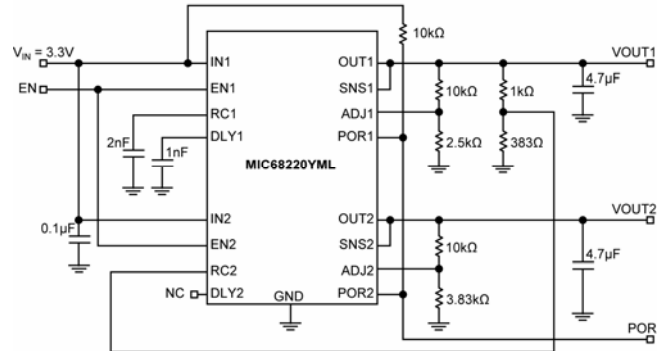 10kΩ
V_IN = 3.3V
IN1
OUT1
VOUT1
EN
EN1
SNS1
10kΩ
1kΩ
4.7µF
RC1
ADJ1
2nF
DLY1
POR1
2.5kΩ
383Ω
1nF
MIC68220YML
IN2
OUT2
VOUT2
0.1µF
EN2
SNS2
10kΩ
4.7µF
RC2
ADJ2
NC
DLY2
GND
POR2
3.83kΩ
POR